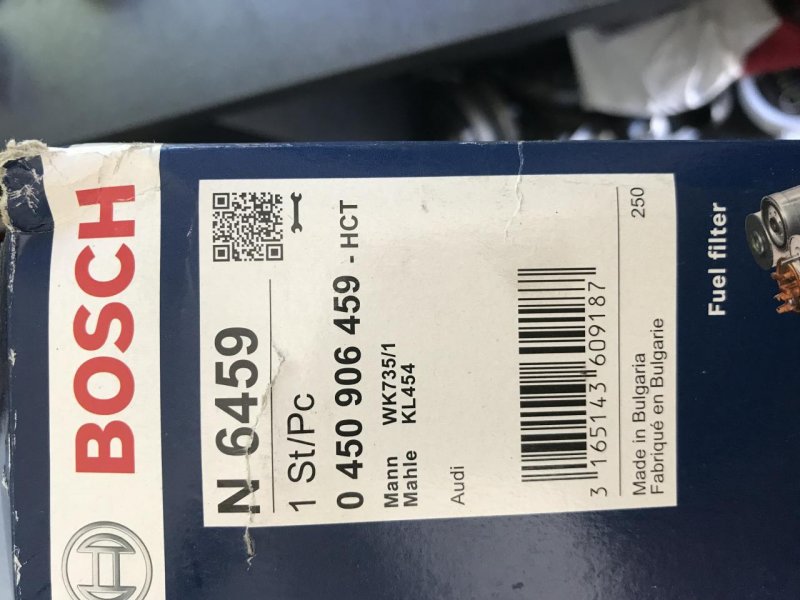 BOSCH
N 6459
1 St/Pc
0 450 906 459 - HCT
Mann WK735/1
Mahle KL454
Audi
3 165143 609187
250
Made in Bulgaria
Fabriqué en Bulgarie
Fuel filter